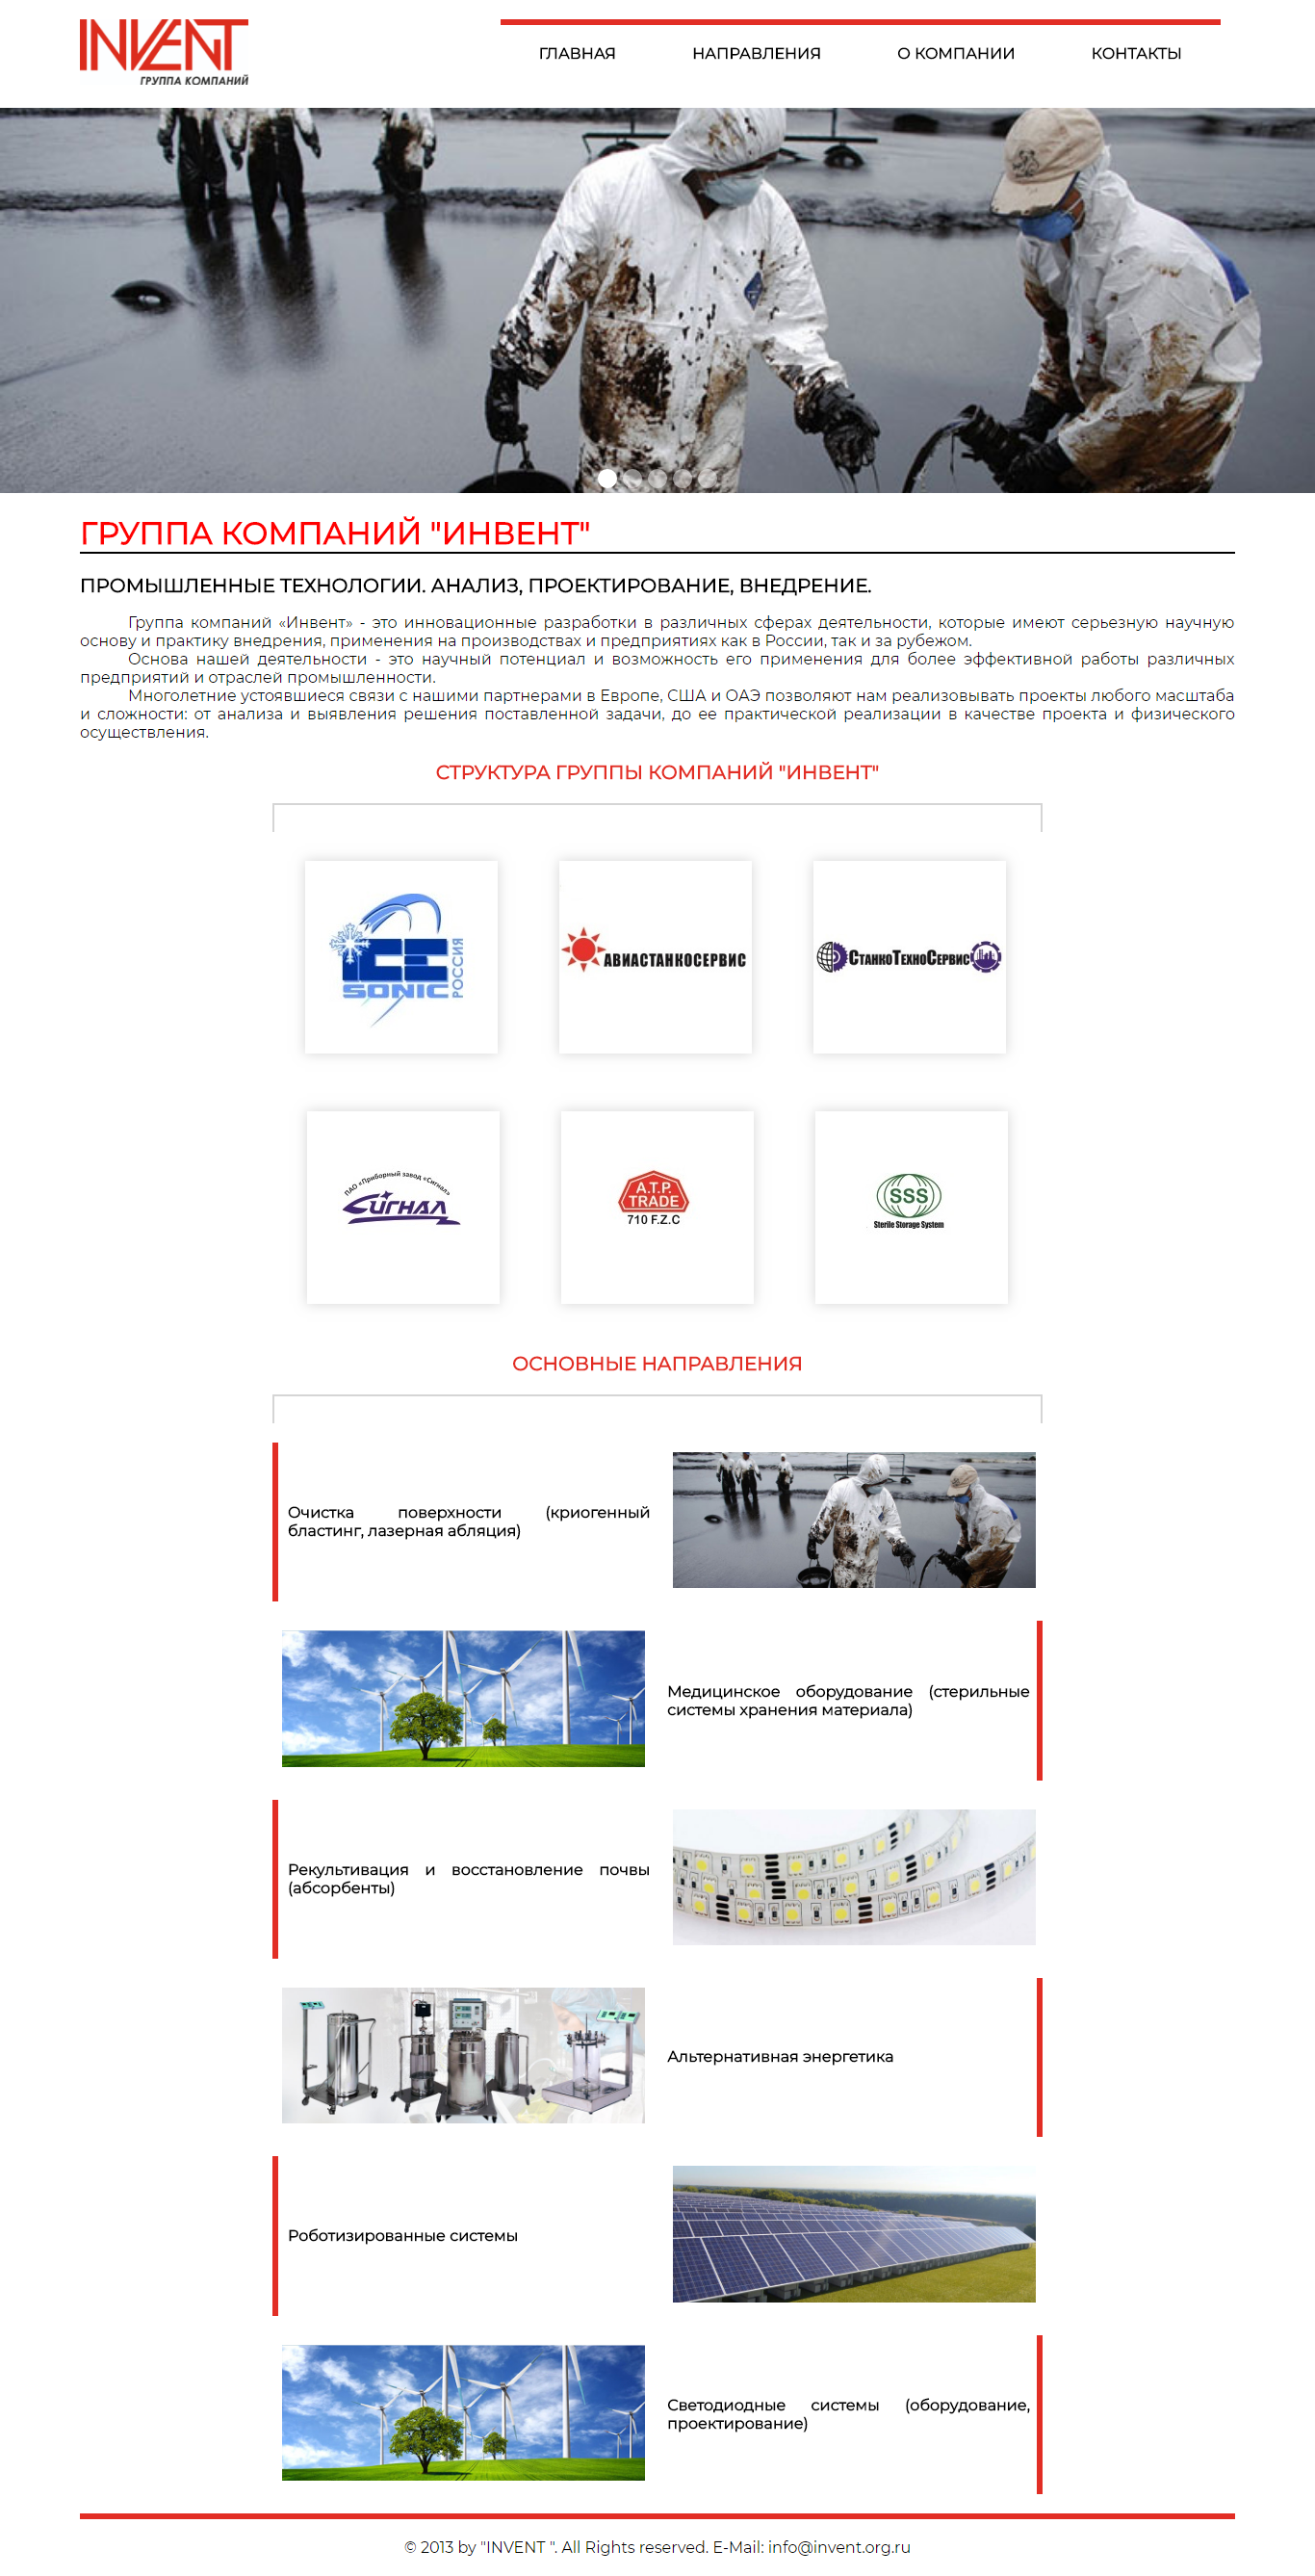 INVENT
ГРУППА КОМПАНИЙ
ГЛАВНАЯ НАПРАВЛЕНИЯ О КОМПАНИИ КОНТАКТЫ
ГРУППА КОМПАНИЙ "ИНВЕНТ"
ПРОМЫШЛЕННЫЕ ТЕХНОЛОГИИ. АНАЛИЗ, ПРОЕКТИРОВАНИЕ, ВНЕДРЕНИЕ.
Группа компаний «Инвент» - это инновационные разработки в различных сферах деятельности, которые имеют серьезную научную
основу и практику внедрения, применения на производствах и предприятиях как в России, так и за рубежом.
Основа нашей деятельности - это научный потенциал и возможность его применения для более эффективной работы различных
предприятий и отраслей промышленности.
Многолетние устоявшиеся связи с нашими партнерами в Европе, США и ОАЭ позволяют нам реализовывать проекты любого масштаба
и сложности: от анализа и выявления решения поставленной задачи, до ее практической реализации в качестве проекта и физического
осуществления.
СТРУКТУРА ГРУППЫ КОМПАНИЙ "ИНВЕНТ"
ICE
SONIC
РОССИЯ
АВИАСТАНКОСЕРВИС
СТАНКОТЕХНОСЕРВИС
ПАО «Приборный завод «Сигнал»
Сигнал
A.T.P.
TRADE
710 F.Z.C
SSS
Sterile Storage System
ОСНОВНЫЕ НАПРАВЛЕНИЯ
Очистка поверхности (криогенный
бластинг, лазерная абляция)
Медицинское оборудование (стерильные
системы хранения материала)
Рекультивация и восстановление почвы
(абсорбенты)
Альтернативная энергетика
Роботизированные системы
Светодиодные системы (оборудование,
проектирование)
© 2013 by "INVENT ". All Rights reserved. E-Mail: info@invent.org.ru